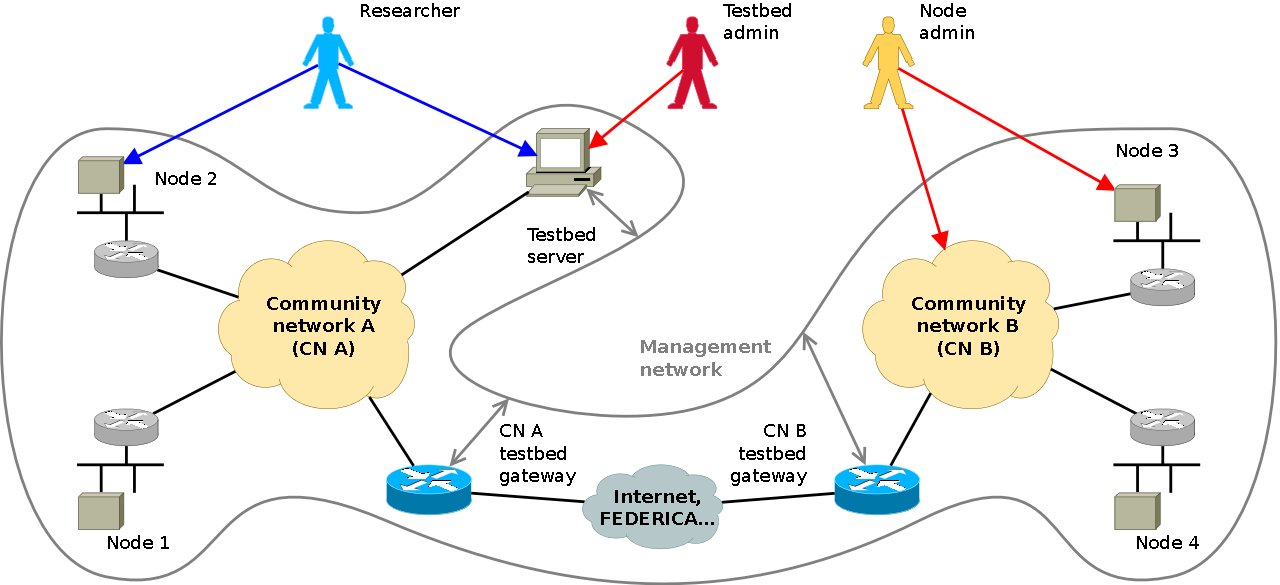 Researcher
Testbed
admin
Node
admin
Node 2
Node 3
Testbed
server
Community
network A
(CN A)
Community
network B
(CN B)
Management
network
CN A
testbed
gateway
CN B
testbed
gateway
Internet,
FEDERICA...
Node 1
Node 4